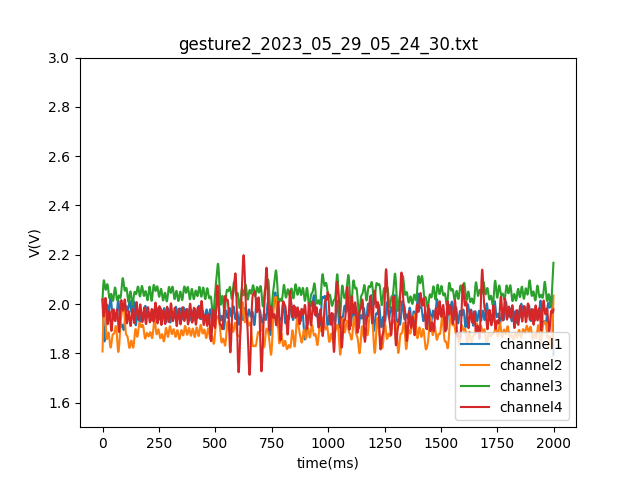 gesture2_2023_05_29_05_24_30.txt
3.0
2.8
2.6
2.4
2.2
2.0
1.8
1.6
V(V)
channel1
channel2
channel3
channel4
0 250 500 750 1000 1250 1500 1750 2000
time(ms)